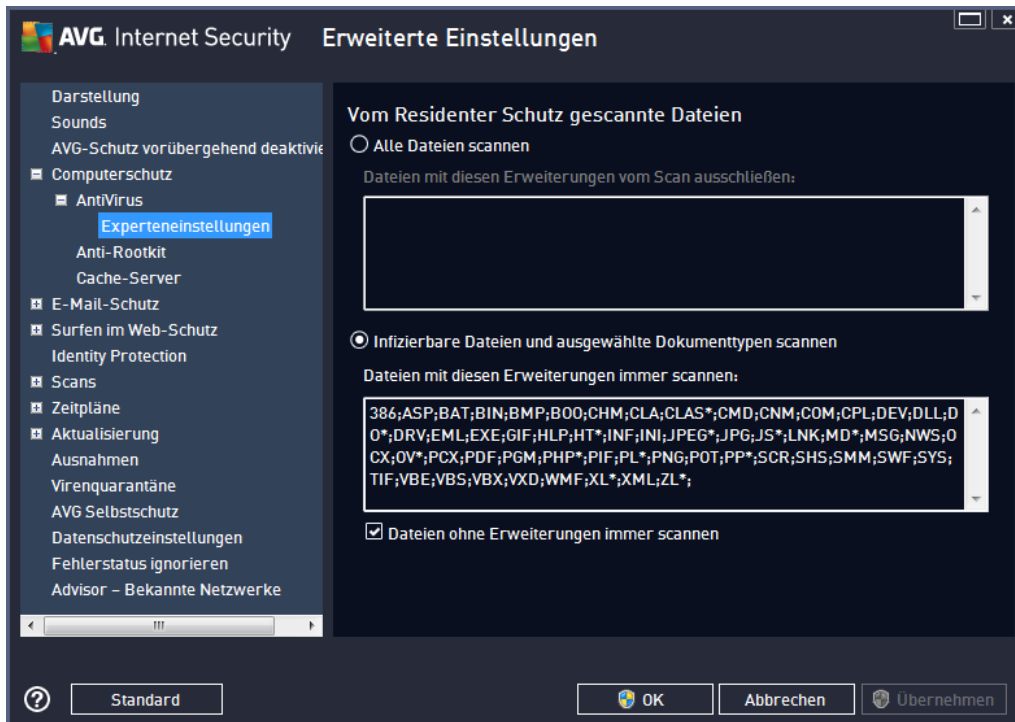 AVG. Internet Security Erweiterte Einstellungen
Darstellung
Sounds
AVG-Schutz vorübergehend deaktivie
Computerschutz
AntiVirus
Experteneinstellungen
Anti-Rootkit
Cache-Server
E-Mail-Schutz
Surfen im Web-Schutz
Identity Protection
Scans
Zeitpläne
Aktualisierung
Ausnahmen
Virenquarantäne
AVG Selbstschutz
Datenschutzeinstellungen
Fehlerstatus ignorieren
Advisor – Bekannte Netzwerke
Vom Residenter Schutz gescannte Dateien
Alle Dateien scannen
Dateien mit diesen Erweiterungen vom Scan ausschließen:
Infizierbare Dateien und ausgewählte Dokumenttypen scannen
Dateien mit diesen Erweiterungen immer scannen:
386;ASP;BAT;BIN;BMP;BOO;CHM;CLA;CLAS*;CMD;CNM;COM;CPL;DEV;DLL;D
O*;DRV;EML;EXE;GIF;HLP;HT*;INF;INI;JPEG*;JPG;JS*;LNK;MD*;MSG;NWS;O
CX;OV*;PCX;PDF;PGM;PHP*;PIF;PL*;PNG;POT;PP*;SCR;SHS;SMM;SWF;SYS;
TIF;VBE;VBS;VBX;VXD;WMF;XL*;XML;ZL*;
Dateien ohne Erweiterungen immer scannen
Standard
OK
Abbrechen
Übernehmen